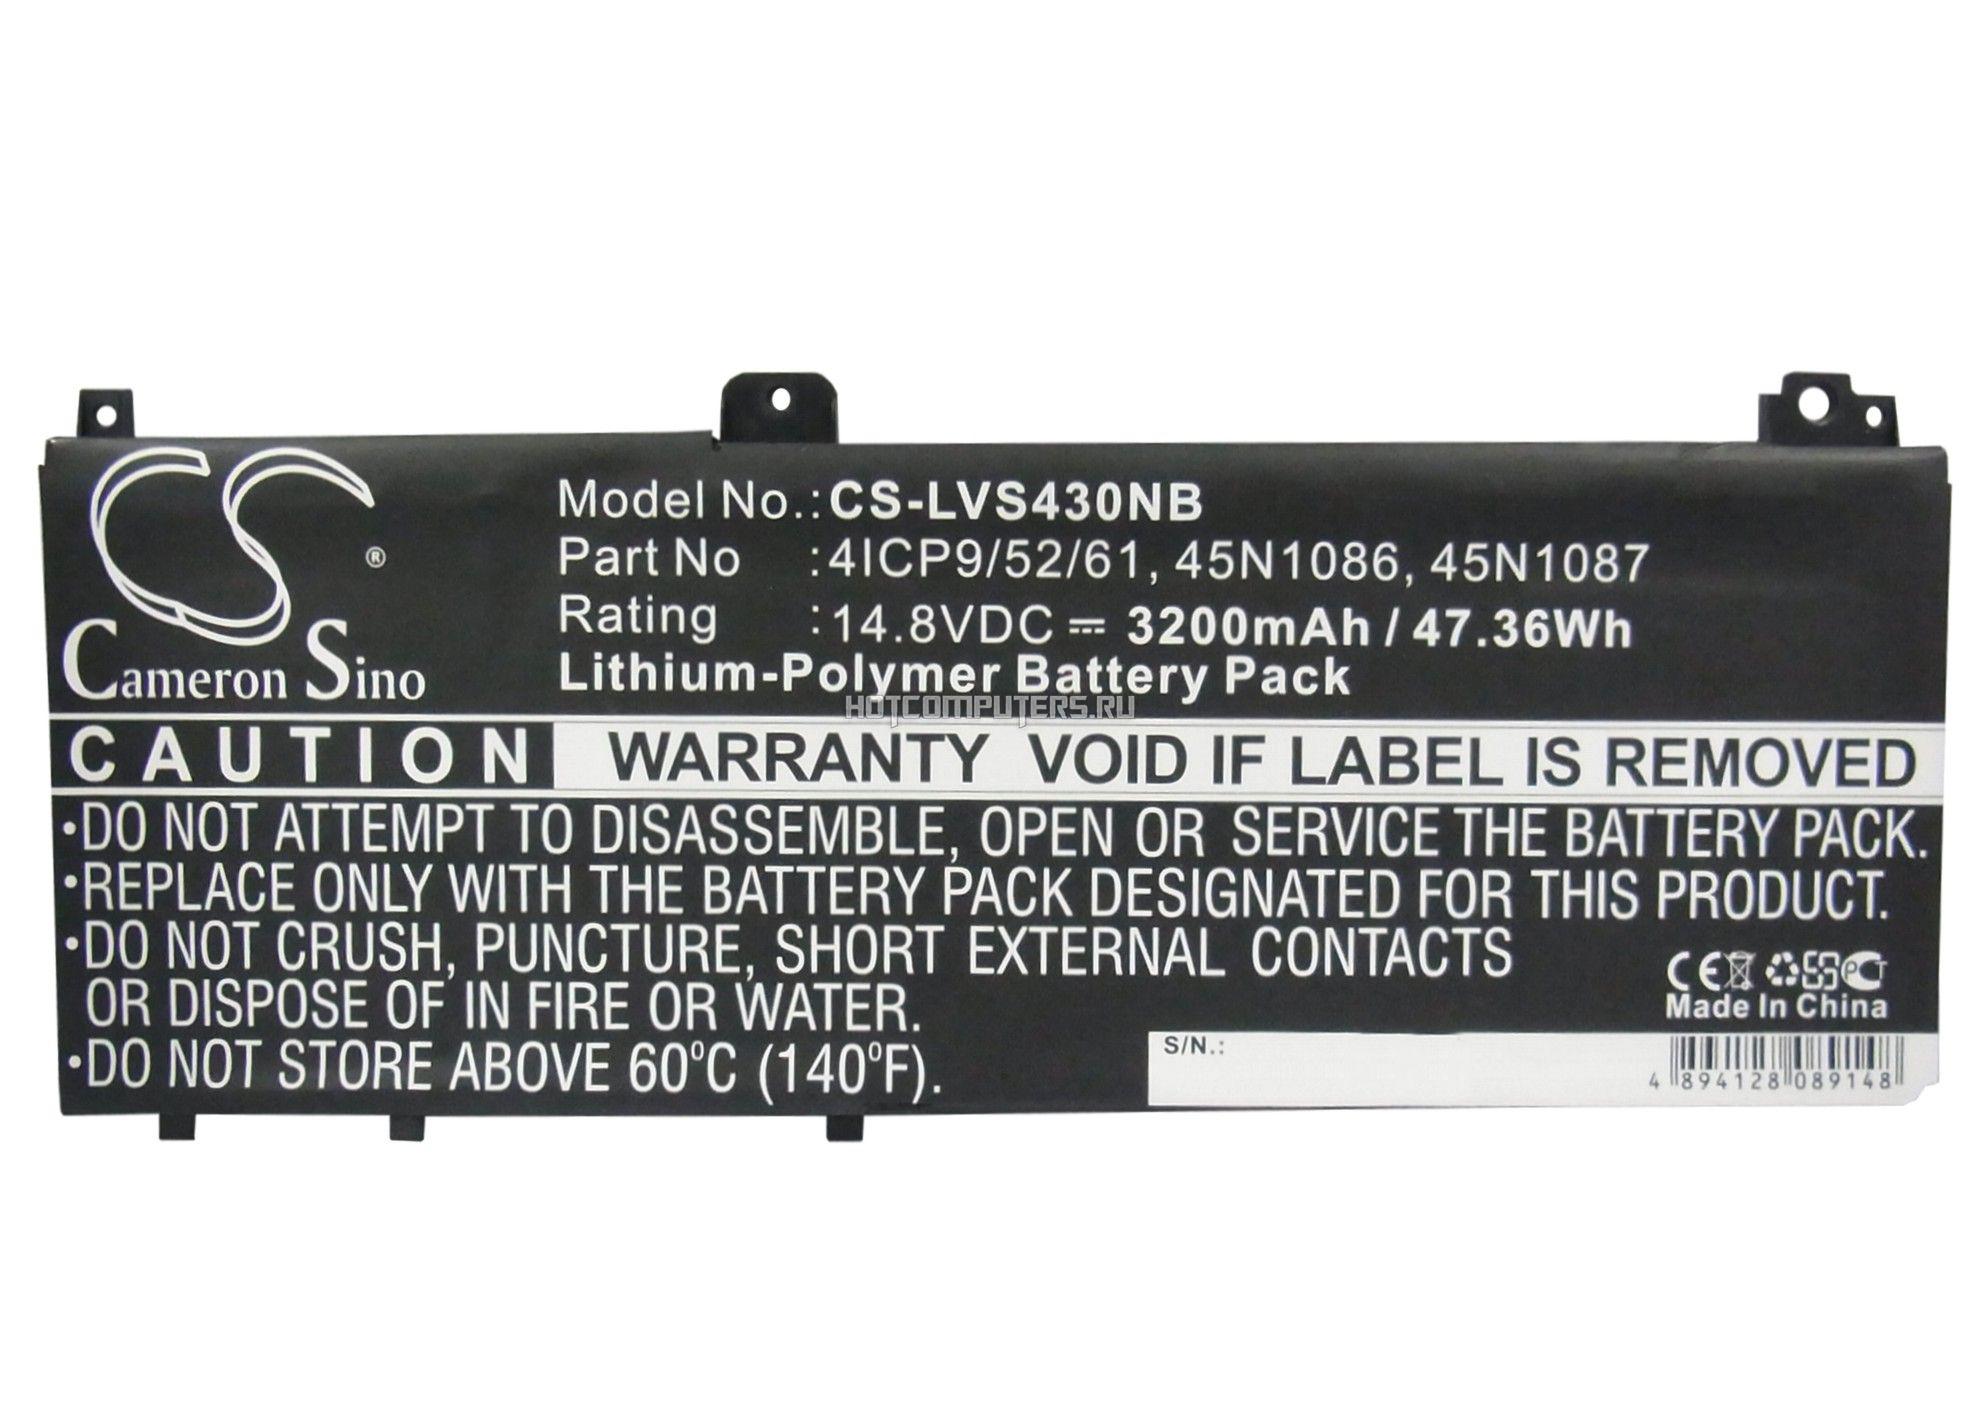 CS
®
Cameron Sino
Model No.: CS-LVS430NB
Part No : 4ICP9/52/61, 45N1086, 45N1087
Rating : 14.8VDC ⎓ 3200mAh / 47.36Wh
Lithium-Polymer Battery Pack
HOTCOMPUTERS.RU
CAUTION WARRANTY VOID IF LABEL IS REMOVED
•DO NOT ATTEMPT TO DISASSEMBLE, OPEN OR SERVICE THE BATTERY PACK.
•REPLACE ONLY WITH THE BATTERY PACK DESIGNATED FOR THIS PRODUCT.
•DO NOT CRUSH, PUNCTURE, SHORT EXTERNAL CONTACTS
OR DISPOSE OF IN FIRE OR WATER.
•DO NOT STORE ABOVE 60°C (140°F).
CE PCT
Made In China
S/N.:
4 894128 089148